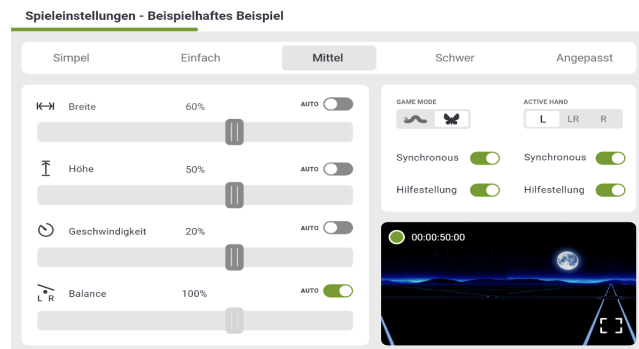 Spieleinstellungen - Beispielhaftes Beispiel
Simpel Einfach Mittel Schwer Angepasst
Breite 60% AUTO
Höhe 50% AUTO
Geschwindigkeit 20% AUTO
L R Balance 100% AUTO
GAME MODE ACTIVE HAND
L LR R
Synchronous Synchronous
Hilfestellung Hilfestellung
00:00:50:00